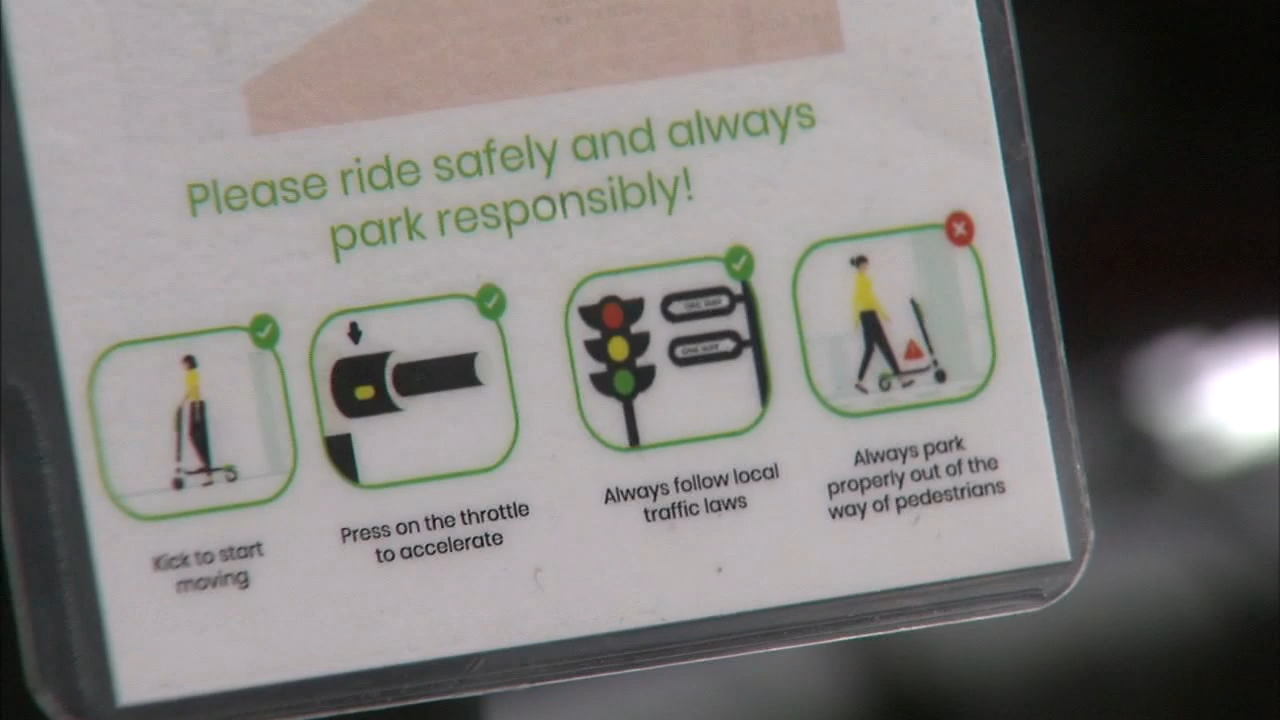 Please ride safely and always
park responsibly!
Kick to start
moving
Press on the throttle
to accelerate
Always follow local
traffic laws
Always park
properly out of the
way of pedestrians